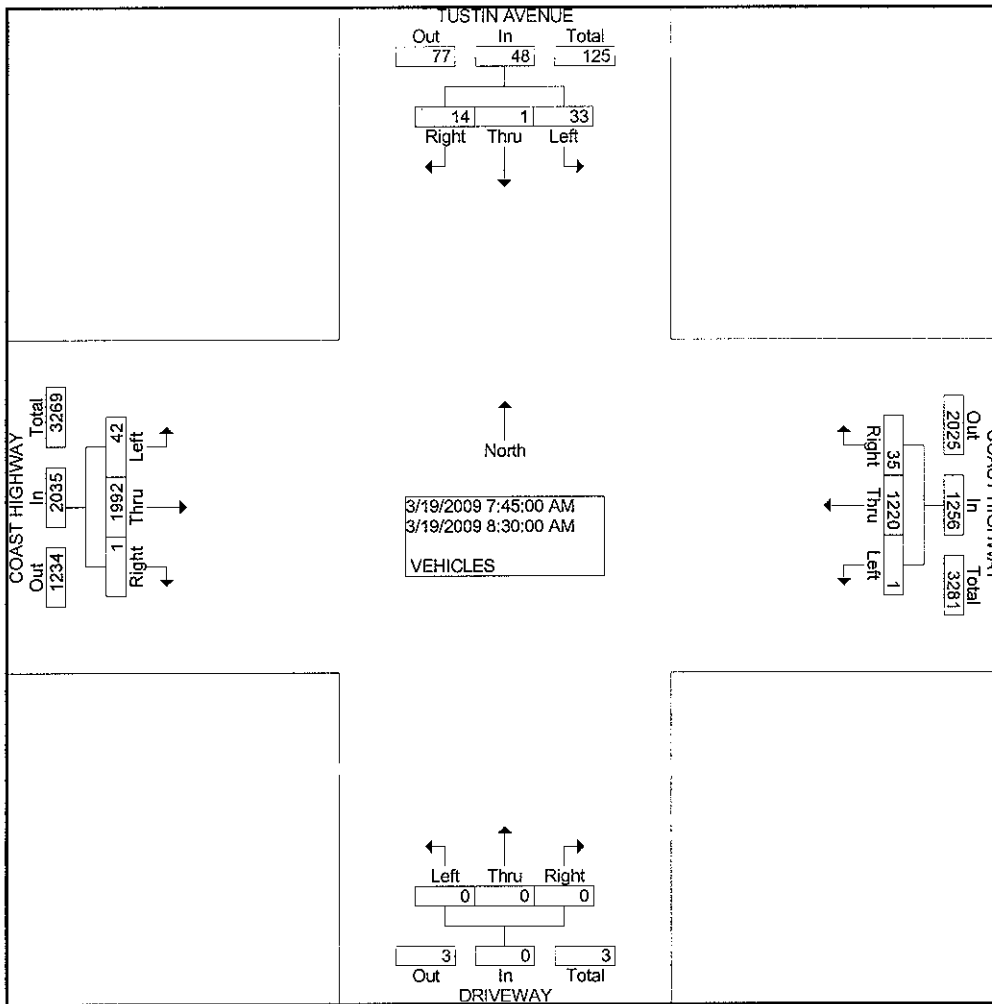 TUSTIN AVENUE
Out In Total
77 48 125
14 1 33
Right Thru Left
COAST HIGHWAY
Total In Out
3269 2035 1234
42 1992 1
Left Thru Right
North
3/19/2009 7:45:00 AM
3/19/2009 8:30:00 AM
VEHICLES
Right Thru Left
35 1220 1
Out In Total
2025 1256 3281
COAST HIGHWAY
Left Thru Right
0 0 0
3 0 3
Out In Total
DRIVEWAY